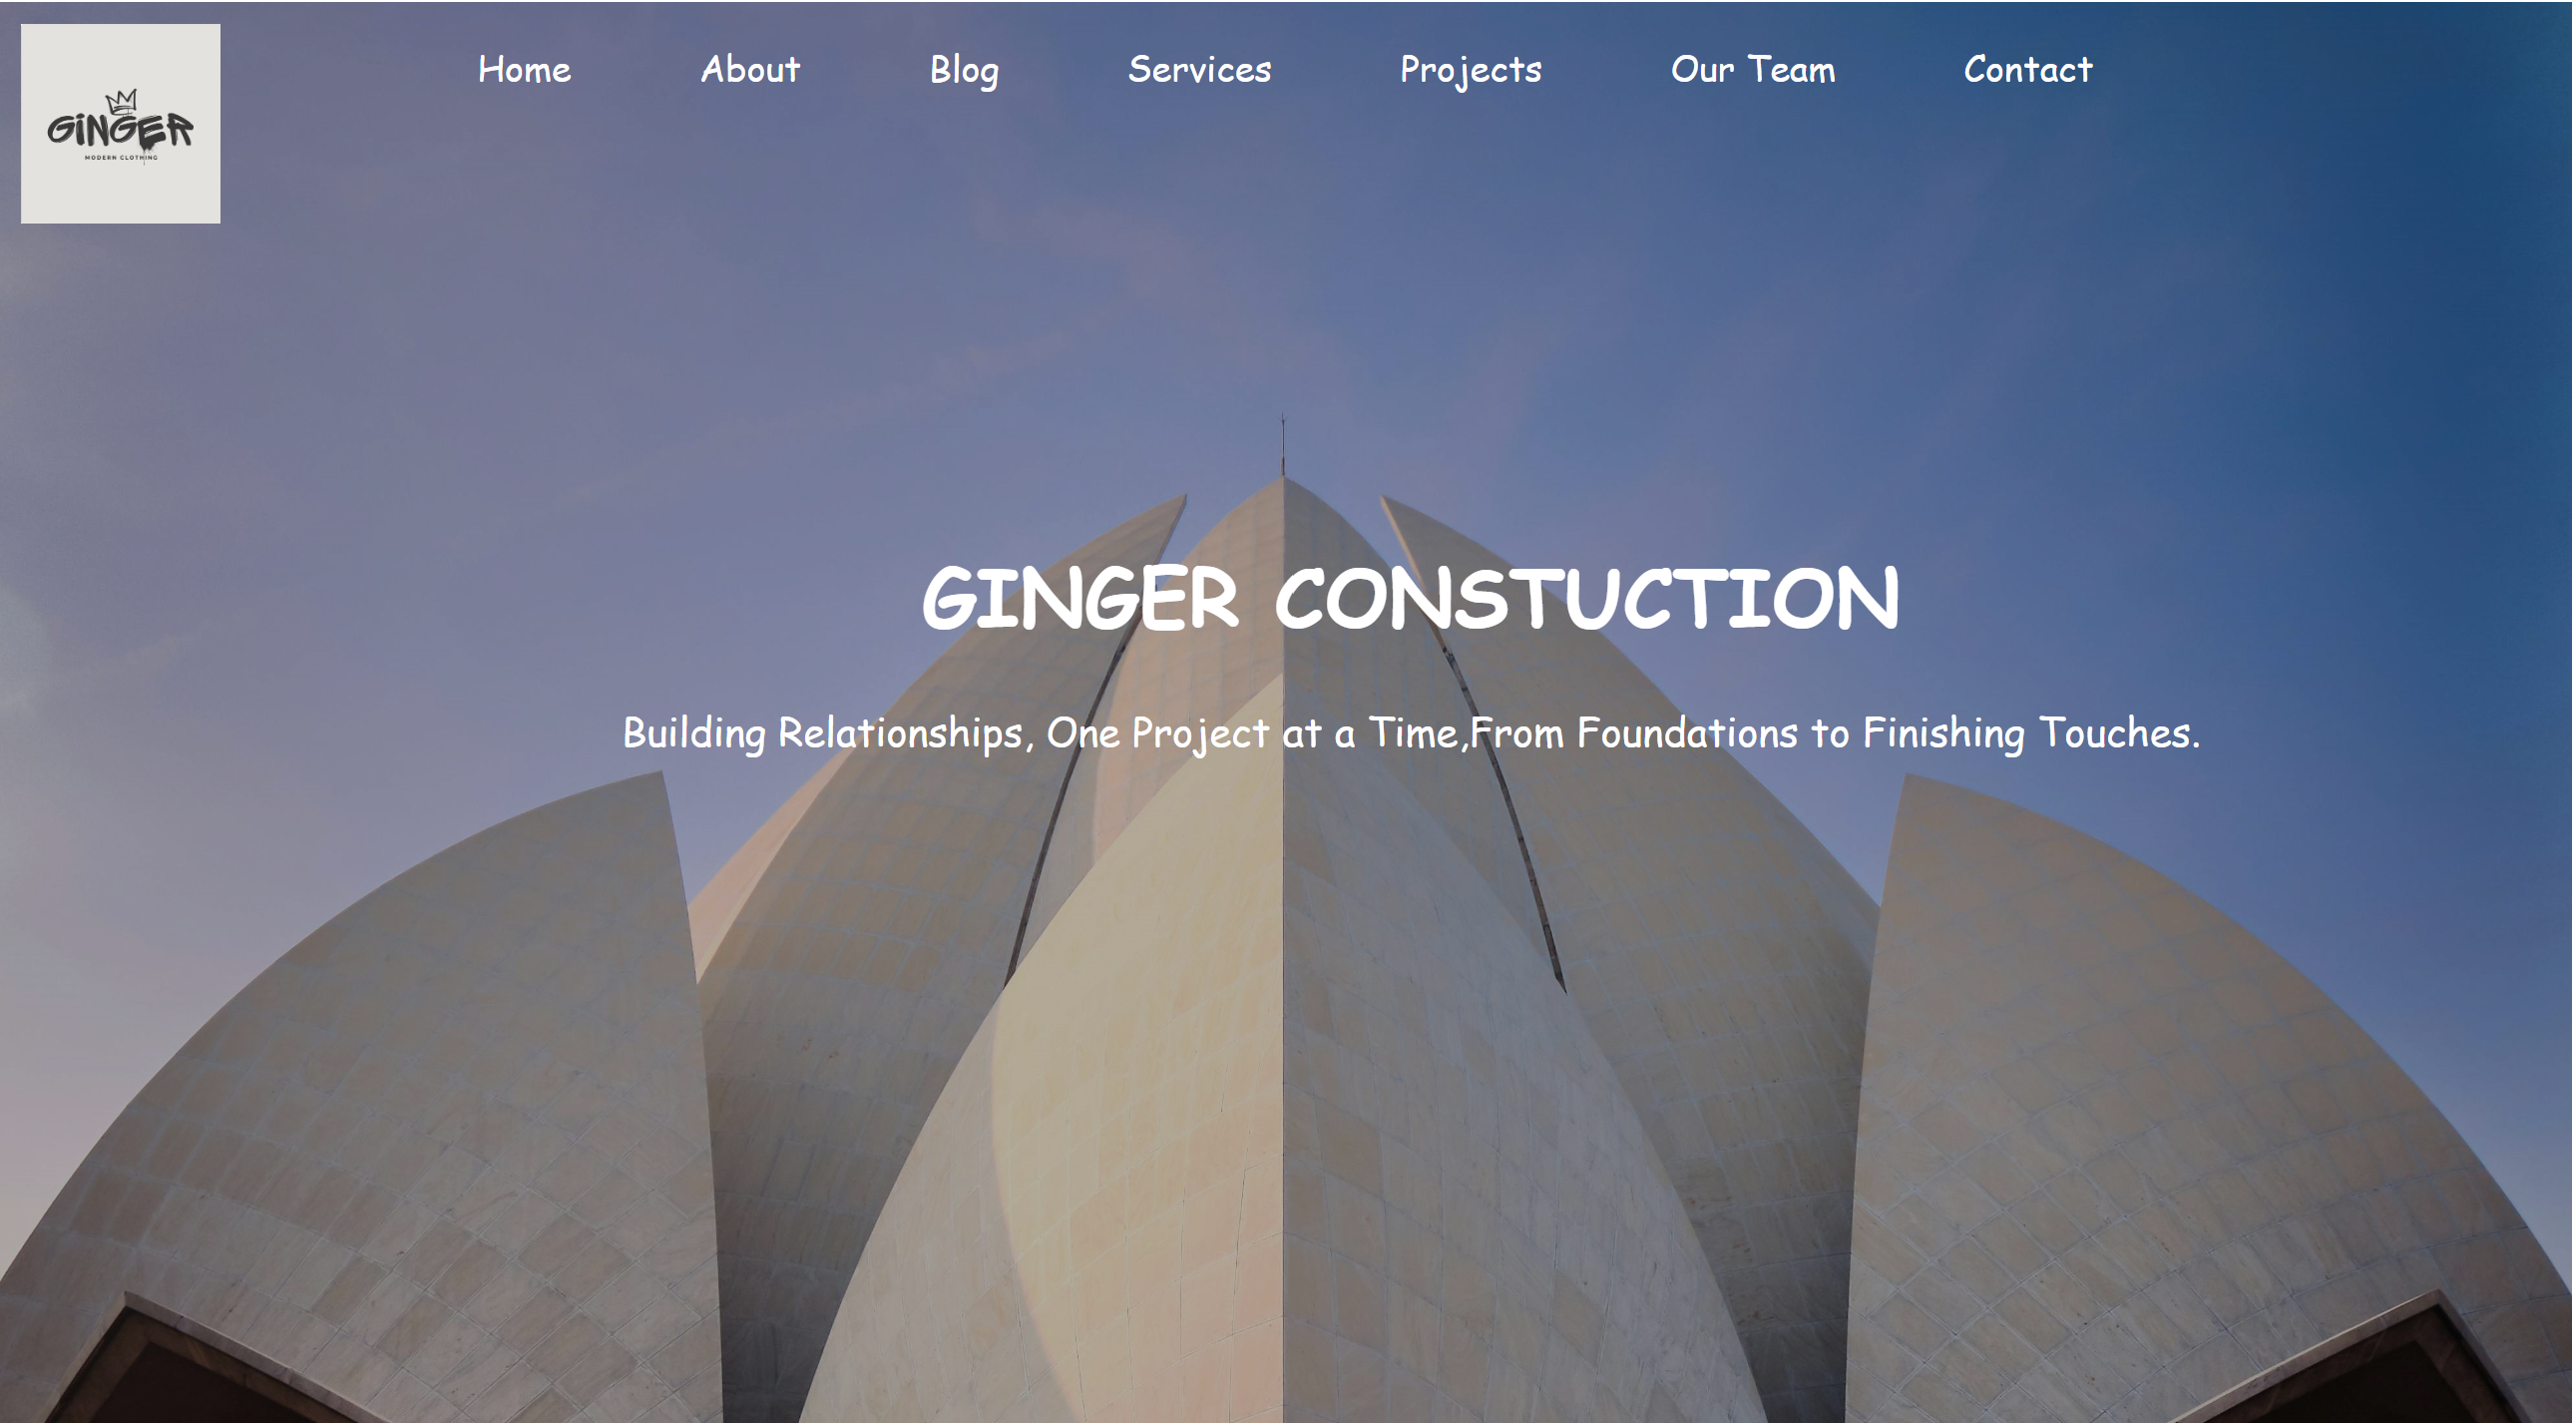 GINGER
MODERN CLOTHING
Home About Blog Services Projects Our Team Contact
GINGER CONSTUCTION
Building Relationships, One Project at a Time,From Foundations to Finishing Touches.